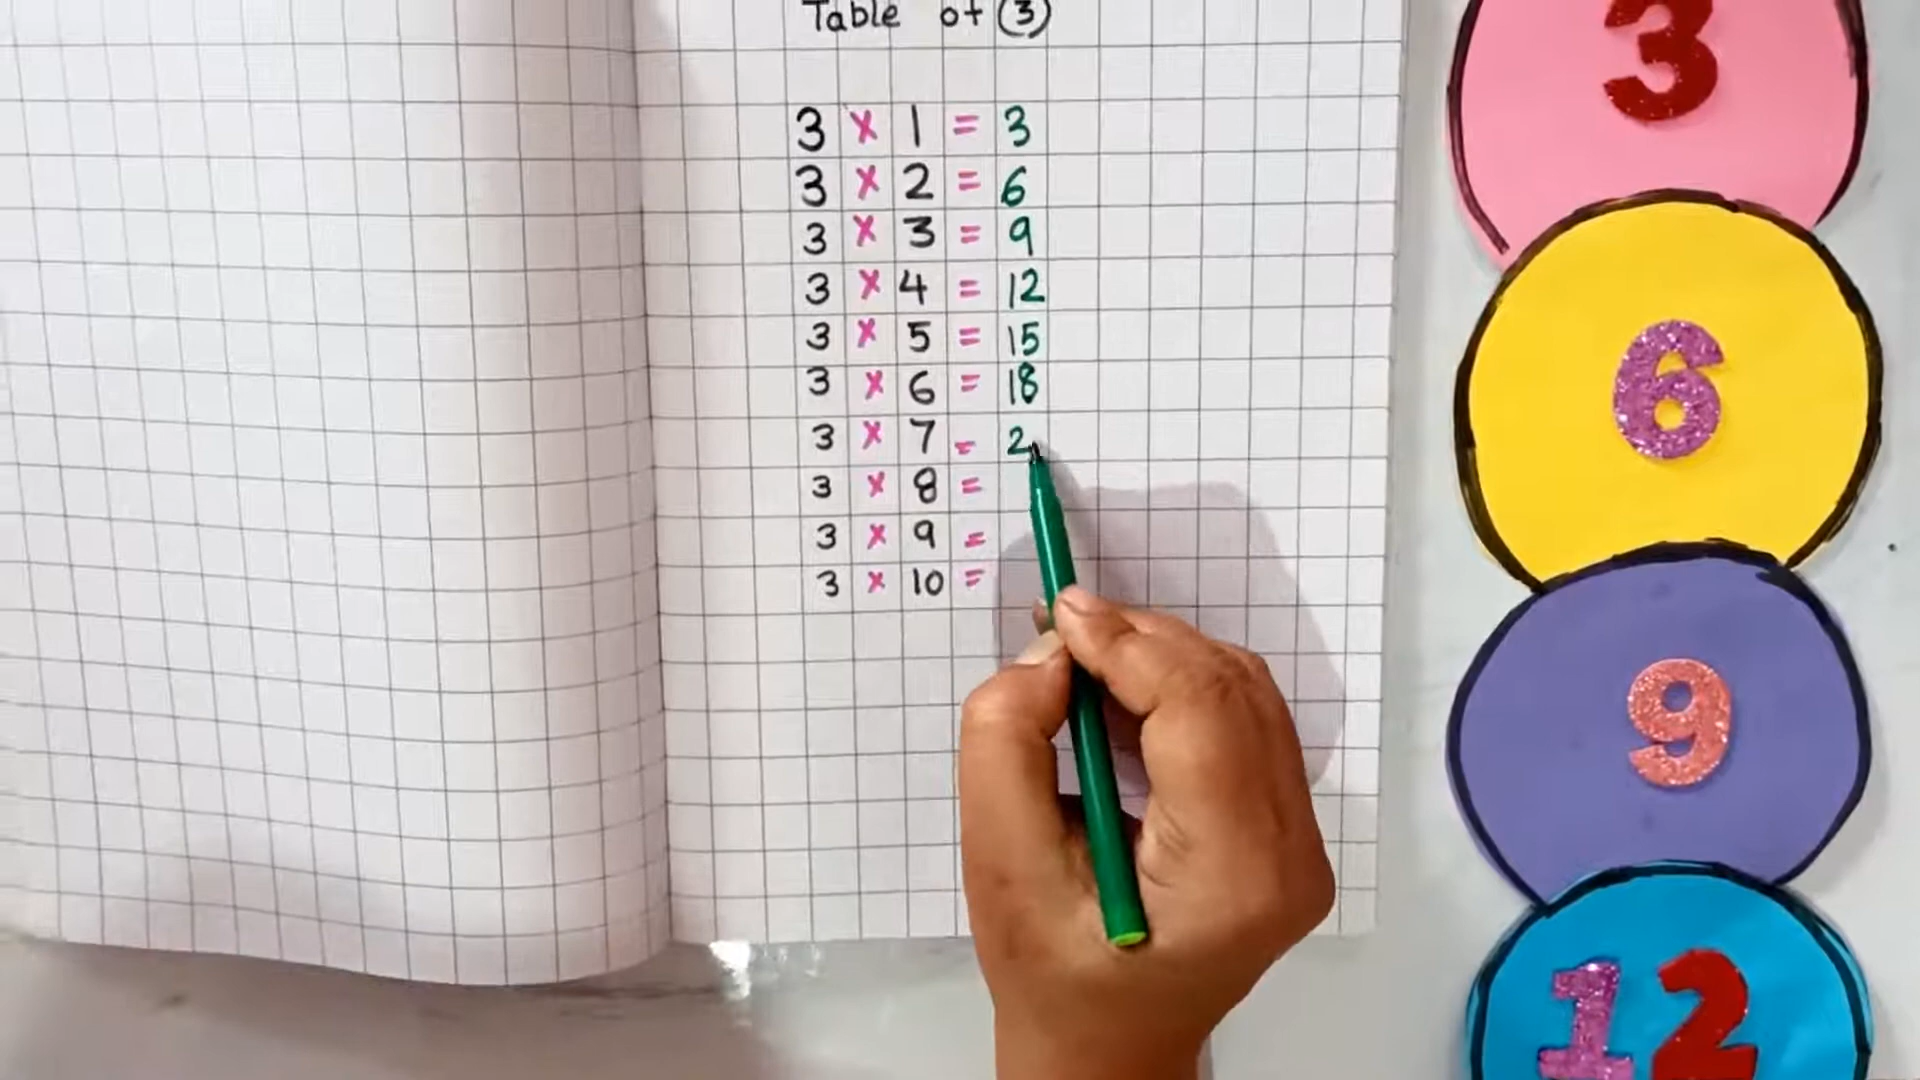 Table of 3
3 × 1 = 3
3 × 2 = 6
3 × 3 = 9
3 × 4 = 12
3 × 5 = 15
3 × 6 = 18
3 × 7 = 2
3 × 8 =
3 × 9 =
3 × 10 =
3
6
9
12